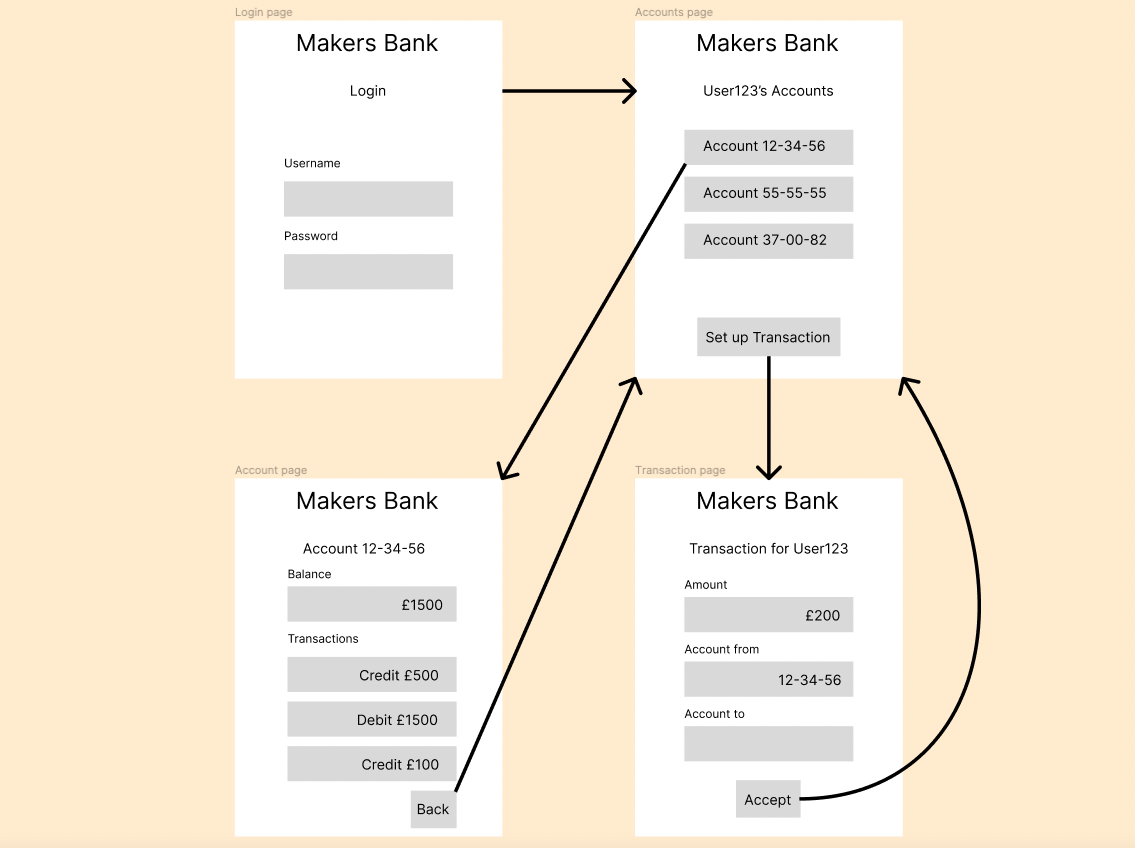 Login page
Makers Bank
Login
Username
Password
Accounts page
Makers Bank
User123’s Accounts
Account 12-34-56
Account 55-55-55
Account 37-00-82
Set up Transaction
Account page
Makers Bank
Account 12-34-56
Balance
£1500
Transactions
Credit £500
Debit £1500
Credit £100
Back
Transaction page
Makers Bank
Transaction for User123
Amount
£200
Account from
12-34-56
Account to
Accept